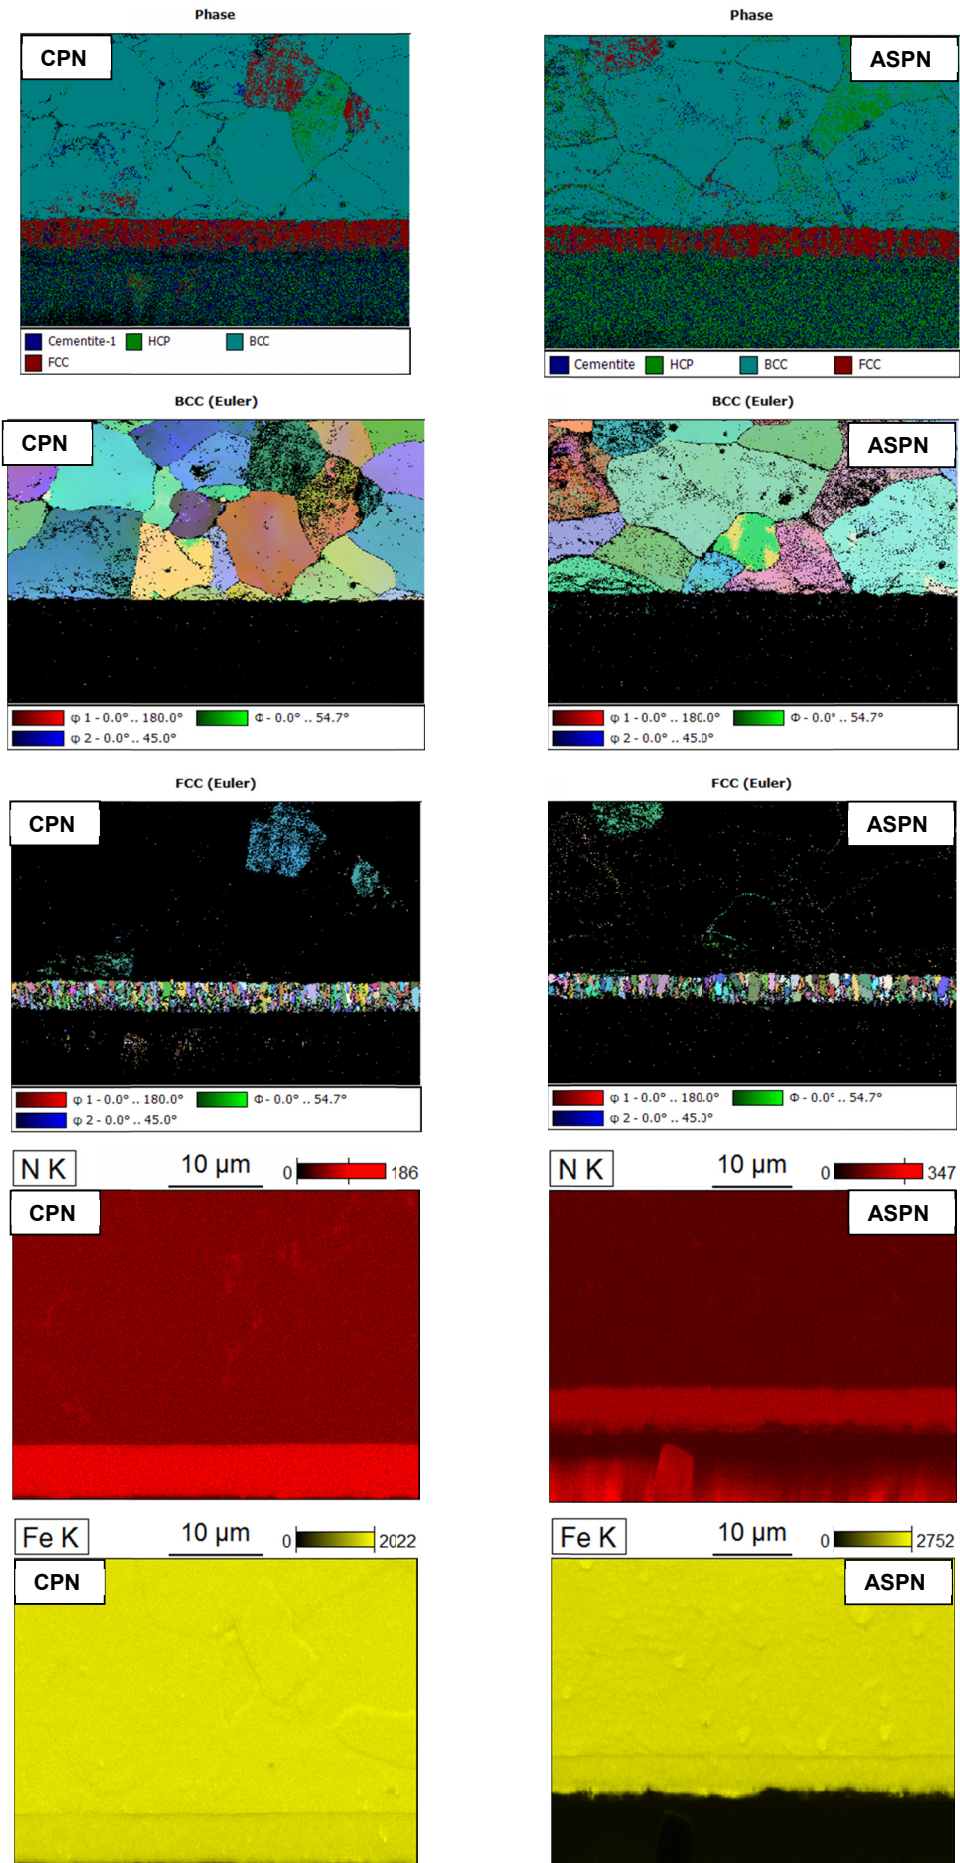 Phase
Phase
CPN
ASPN
Cementite-1 HCP BCC
FCC
Cementite HCP BCC FCC
BCC (Euler)
BCC (Euler)
CPN
ASPN
φ 1 - 0.0° .. 180.0° Φ - 0.0° .. 54.7°
φ 2 - 0.0° .. 45.0°
φ 1 - 0.0° .. 180.0° Φ - 0.0° .. 54.7°
φ 2 - 0.0° .. 45.0°
FCC (Euler)
FCC (Euler)
CPN
ASPN
φ 1 - 0.0° .. 180.0° Φ - 0.0° .. 54.7°
φ 2 - 0.0° .. 45.0°
φ 1 - 0.0° .. 180.0° Φ - 0.0° .. 54.7°
φ 2 - 0.0° .. 45.0°
N K 10 μm 0 186
N K 10 μm 0 347
CPN
ASPN
Fe K 10 μm 0 2022
Fe K 10 μm 0 2752
CPN
ASPN